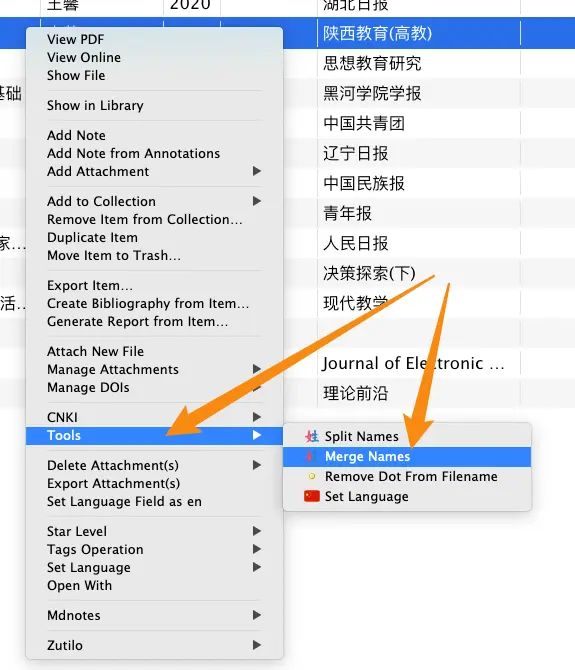 王馨 2020 湖北日报
陕西教育(高教)
View PDF
View Online 思想教育研究
Show File
基础 黑河学院学报
Show in Library
中国共青团
Add Note
Add Note from Annotations 辽宁日报
Add Attachment
中国民族报
Add to Collection
Remove Item from Collection... 青年报
Duplicate Item
家... 人民日报
Move Item to Trash...
决策探索(下)
Export Item...
活... Create Bibliography from Item... 现代教学
Generate Report from Item...
Attach New File
Manage Attachments Journal of Electronic ...
Manage DOIs 理论前沿
CNKI
Tools Split Names
Merge Names
Delete Attachment(s) Remove Dot From Filename
Export Attachment(s) Set Language
Set Language Field as en
Star Level
Tags Operation
Set Language
Open With
Mdnotes
Zutilo